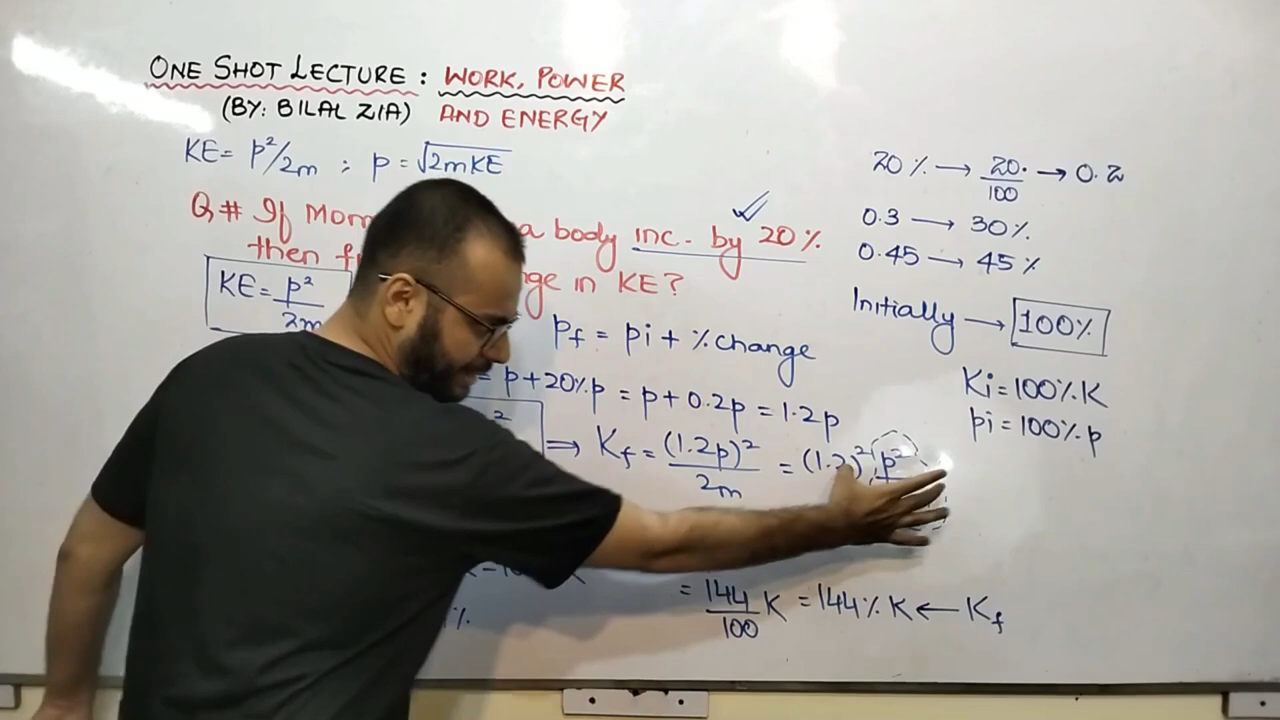 ONE SHOT LECTURE : WORK, POWER
(BY: BILAL ZIA) AND ENERGY
KE = p²/2m ; p = √2mKE
Q# If a body inc. by 20%
then in KE?
KE = p²/2m
pf = pi + % change
= p + 20%p = p + 0.2p = 1.2p
⇒ Kf = (1.2p)²/2m = (1.2)² p²
= 144/100 K = 144% K ← Kf
20% → 20/100 → 0.2
0.3 → 30%
0.45 → 45%
Initially → 100%
Ki = 100% K
pi = 100% p